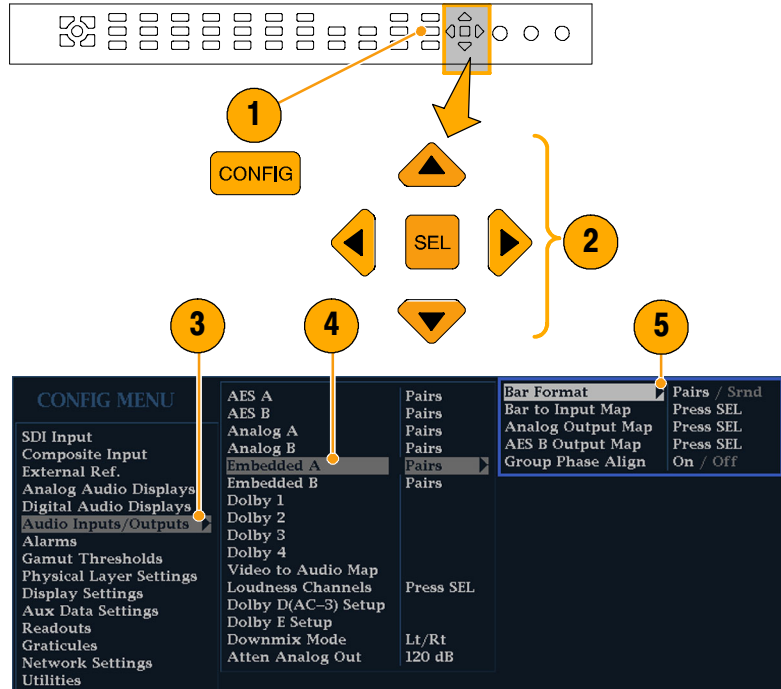 1
CONFIG
SEL
2
3
4
5
CONFIG MENU
SDI Input
Composite Input
External Ref.
Analog Audio Displays
Digital Audio Displays
Audio Inputs/Outputs
Alarms
Gamut Thresholds
Physical Layer Settings
Display Settings
Aux Data Settings
Readouts
Graticules
Network Settings
Utilities
AES A Pairs
AES B Pairs
Analog A Pairs
Analog B Pairs
Embedded A Pairs
Embedded B Pairs
Dolby 1
Dolby 2
Dolby 3
Dolby 4
Video to Audio Map
Loudness Channels Press SEL
Dolby D(AC–3) Setup
Dolby E Setup
Downmix Mode Lt/Rt
Atten Analog Out 120 dB
Bar Format Pairs / Srnd
Bar to Input Map Press SEL
Analog Output Map Press SEL
AES B Output Map Press SEL
Group Phase Align On / Off